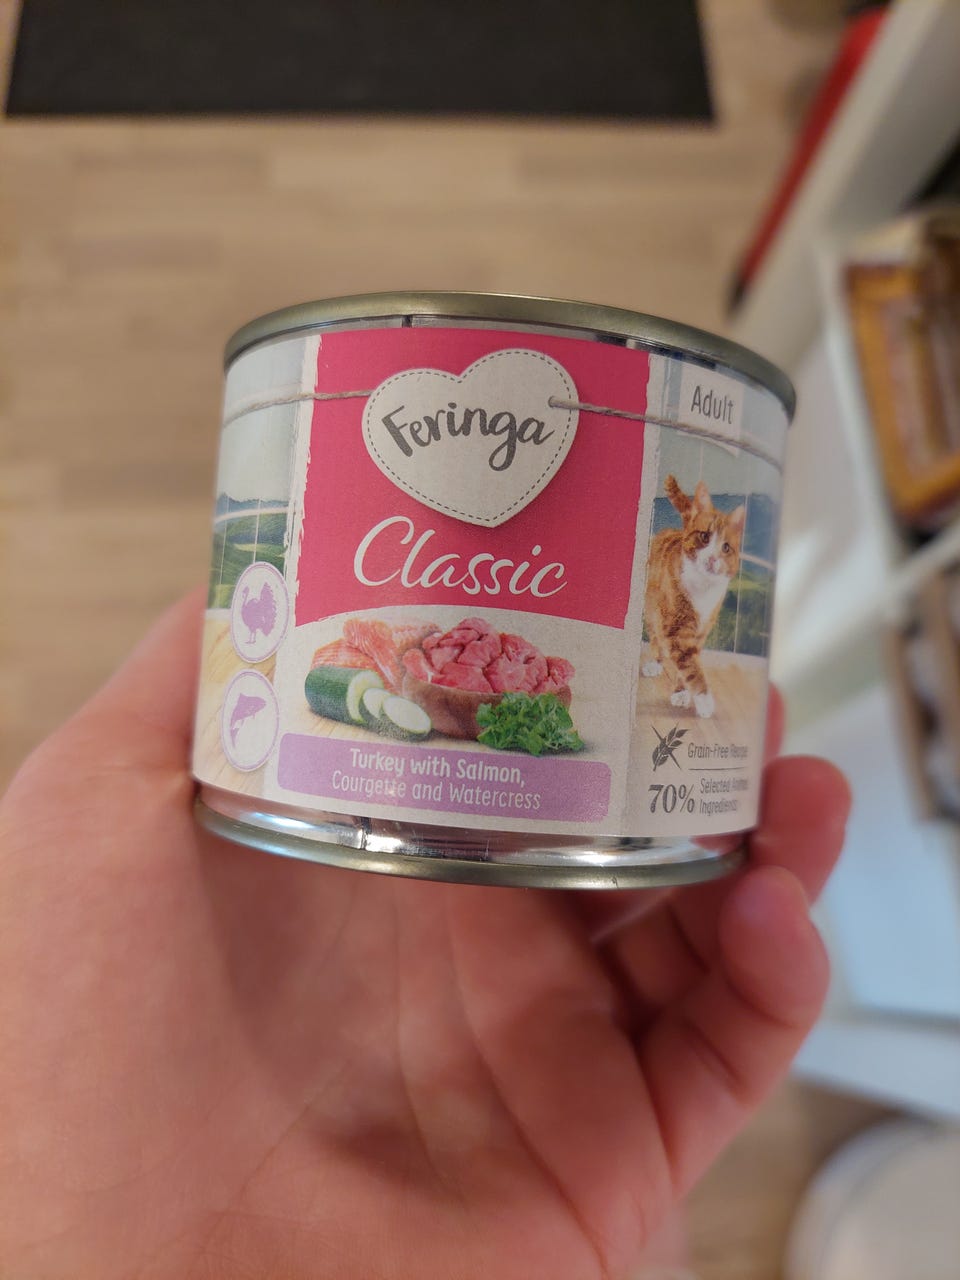 Feringa
Adult
Classic
Turkey with Salmon,
Courgette and Watercress
Grain-Free Recipe
70% Selected Animal
Ingredients